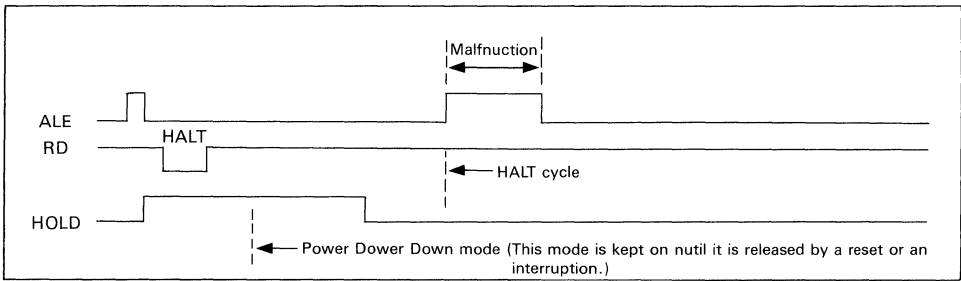 Malfnuction
ALE
HALT
RD
HALT cycle
HOLD
Power Dower Down mode (This mode is kept on nutil it is released by a reset or an
interruption.)